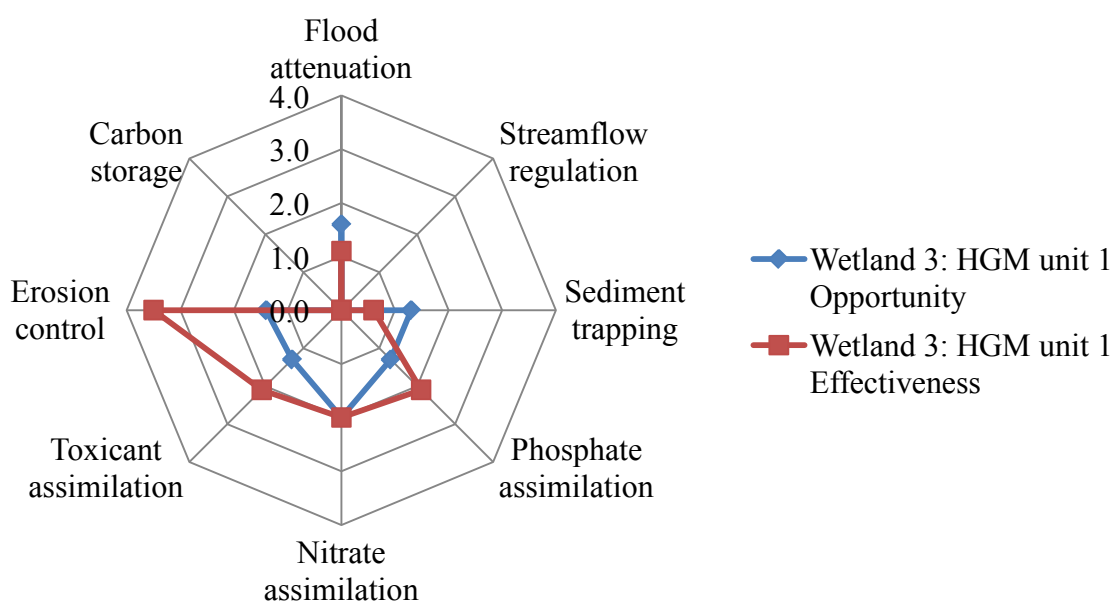 Flood
attenuation
4.0
3.0
2.0
1.0
0.0
Streamflow
regulation
Sediment
trapping
Phosphate
assimilation
Nitrate
assimilation
Toxicant
assimilation
Erosion
control
Carbon
storage
Wetland 3: HGM unit 1
Opportunity
Wetland 3: HGM unit 1
Effectiveness